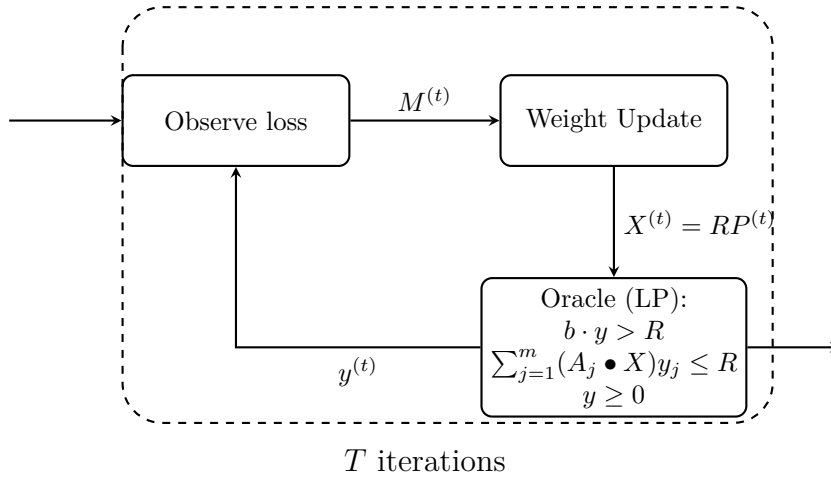 Observe loss
M^{(t)}
Weight Update
X^{(t)} = RP^{(t)}
Oracle (LP):
b · y > R
∑_{j=1}^{m}(A_j • X)y_j ≤ R
y ≥ 0
y^{(t)}
T iterations